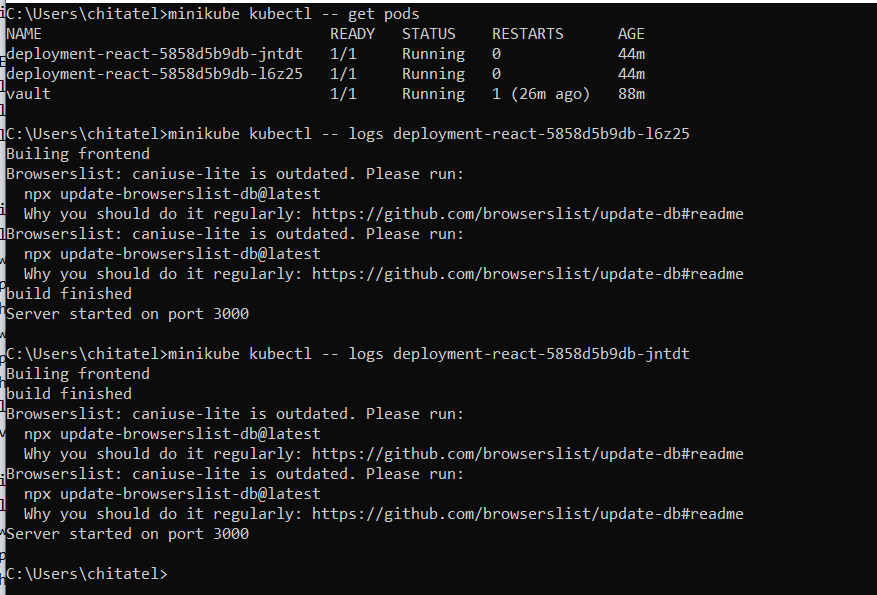 C:\Users\chitatel>minikube kubectl -- get pods
NAME READY STATUS RESTARTS AGE
deployment-react-5858d5b9db-jntdt 1/1 Running 0 44m
deployment-react-5858d5b9db-l6z25 1/1 Running 0 44m
vault 1/1 Running 1 (26m ago) 88m
C:\Users\chitatel>minikube kubectl -- logs deployment-react-5858d5b9db-l6z25
Builing frontend
Browserslist: caniuse-lite is outdated. Please run:
npx update-browserslist-db@latest
Why you should do it regularly: https://github.com/browserslist/update-db#readme
Browserslist: caniuse-lite is outdated. Please run:
npx update-browserslist-db@latest
Why you should do it regularly: https://github.com/browserslist/update-db#readme
build finished
Server started on port 3000
C:\Users\chitatel>minikube kubectl -- logs deployment-react-5858d5b9db-jntdt
Builing frontend
build finished
Browserslist: caniuse-lite is outdated. Please run:
npx update-browserslist-db@latest
Why you should do it regularly: https://github.com/browserslist/update-db#readme
Browserslist: caniuse-lite is outdated. Please run:
npx update-browserslist-db@latest
Why you should do it regularly: https://github.com/browserslist/update-db#readme
Server started on port 3000
C:\Users\chitatel>